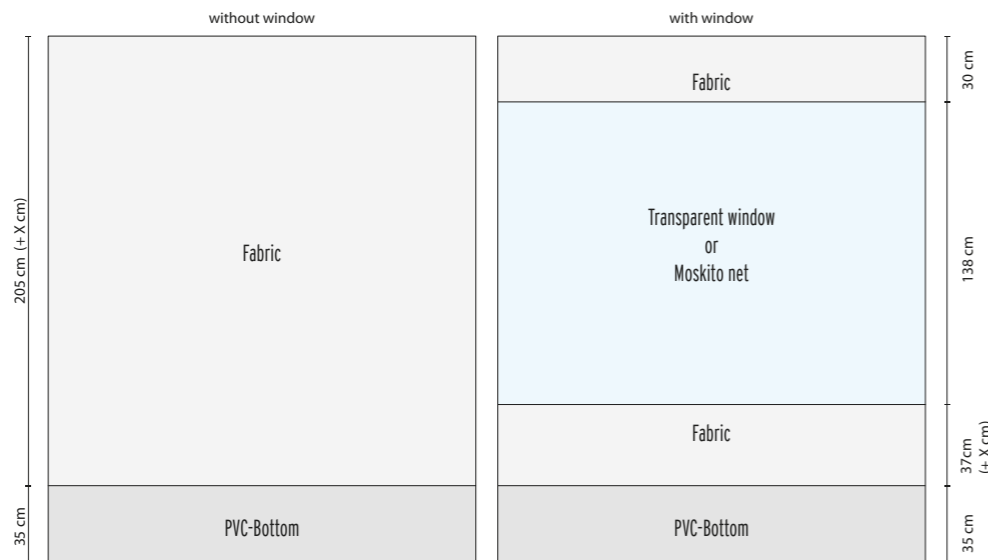 without window
with window
205 cm (+ X cm)
35 cm
Fabric
PVC-Bottom
Fabric
Transparent window
or
Moskito net
Fabric
PVC-Bottom
30 cm
138 cm
37cm
(+ X cm)
35 cm